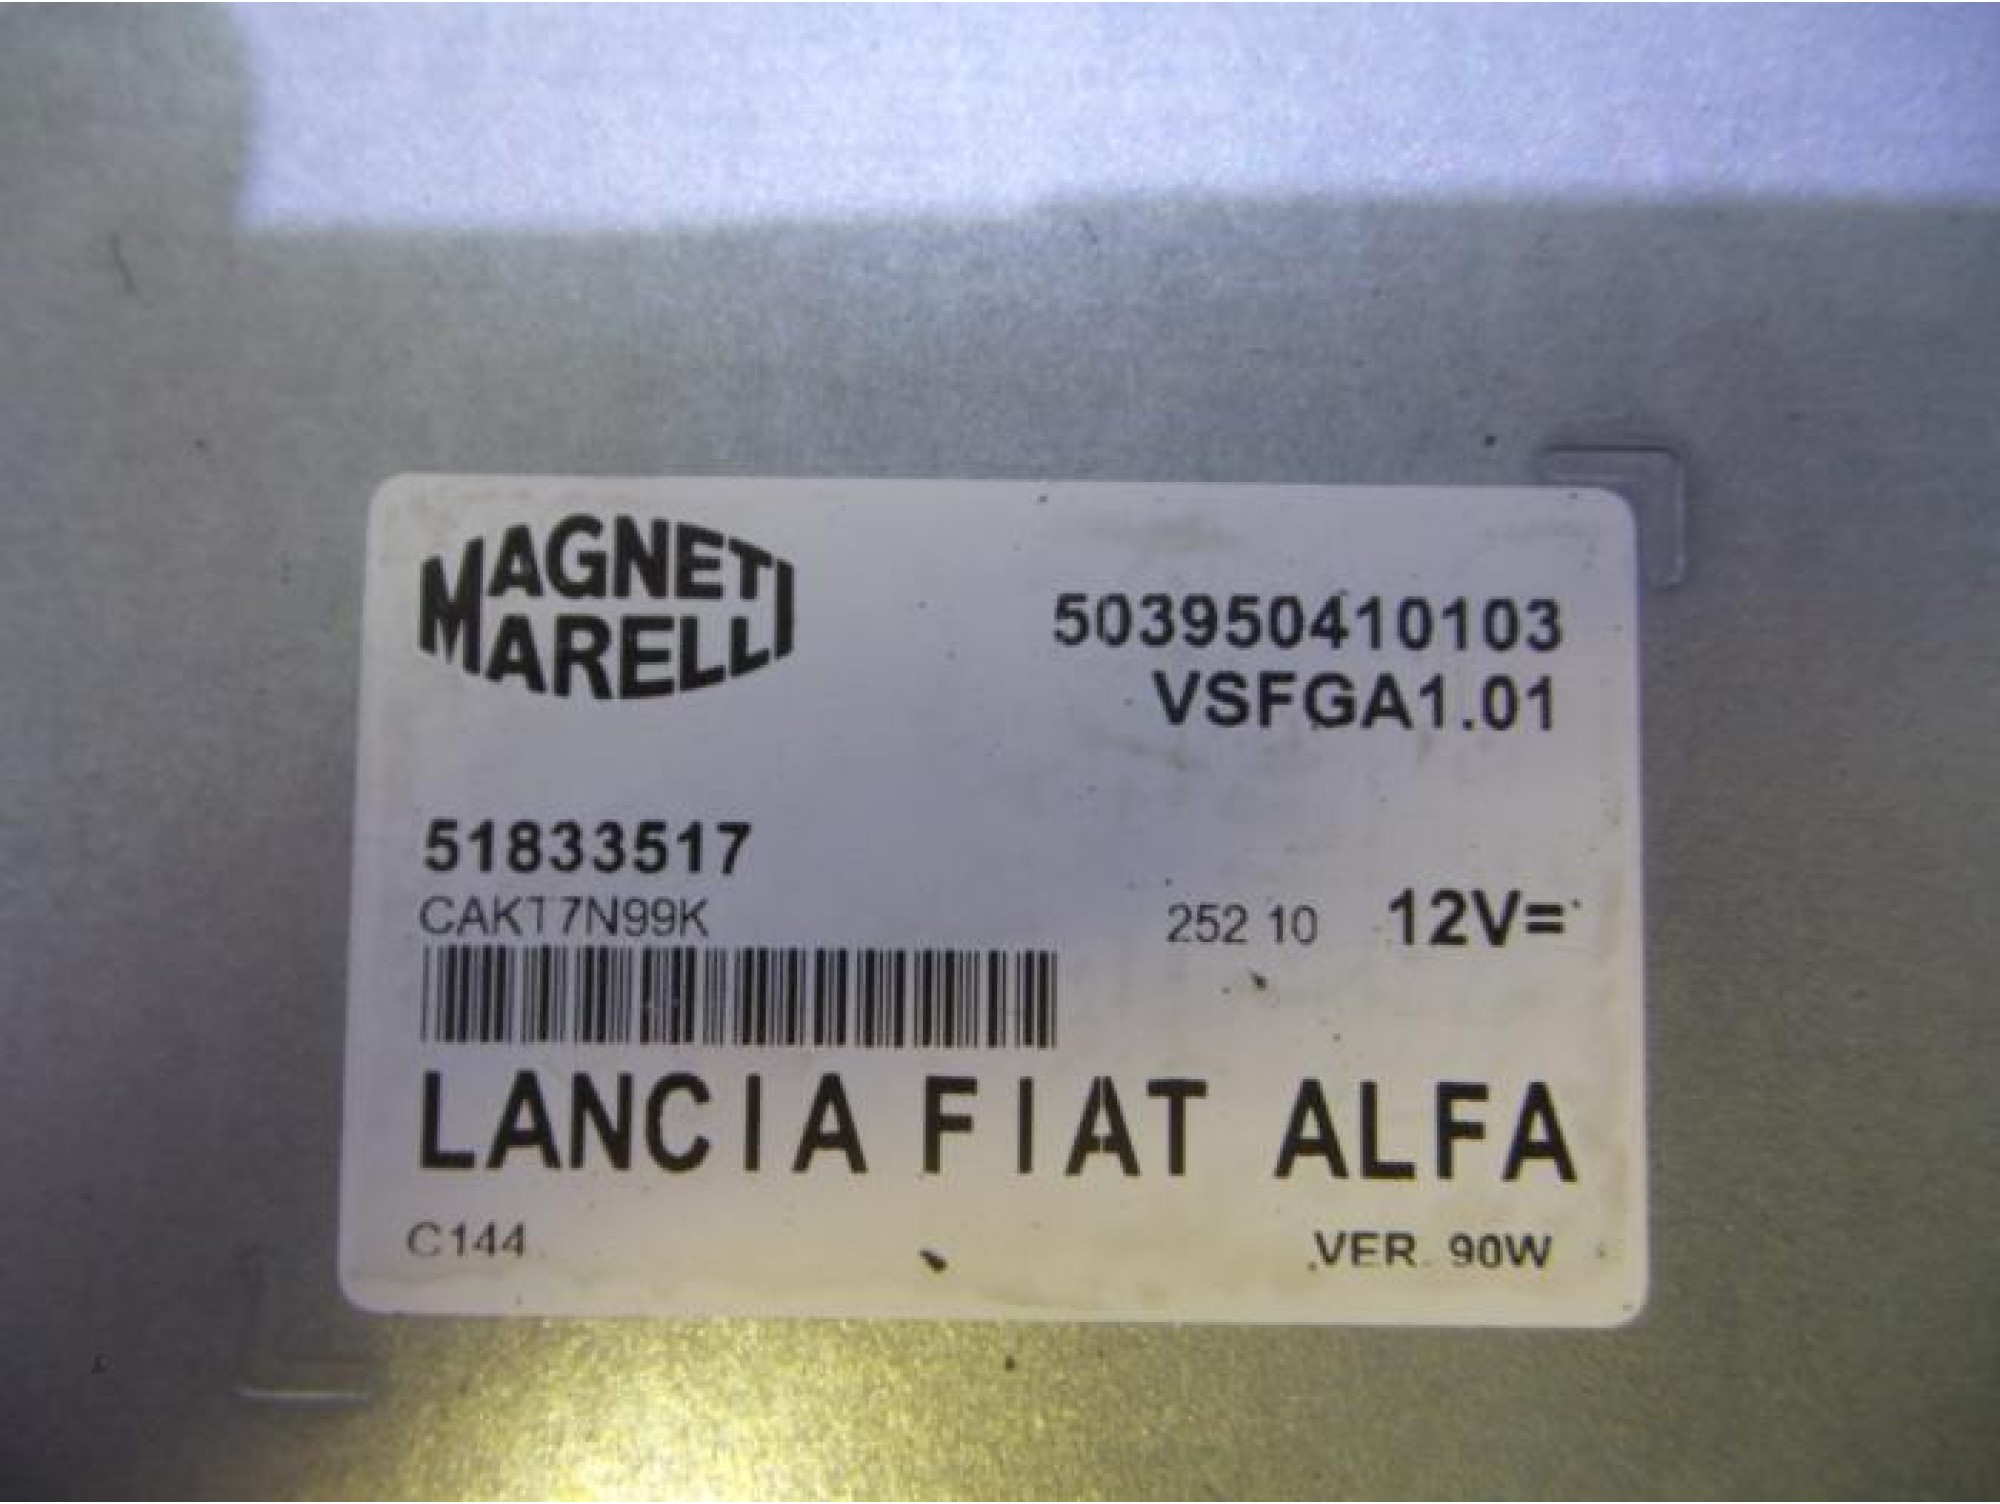 MAGNETI
MARELLI
503950410103
VSFGA1.01
51833517
CAKT7N99K
252 10 12V=
LANCIA FIAT ALFA
C144
VER. 90W